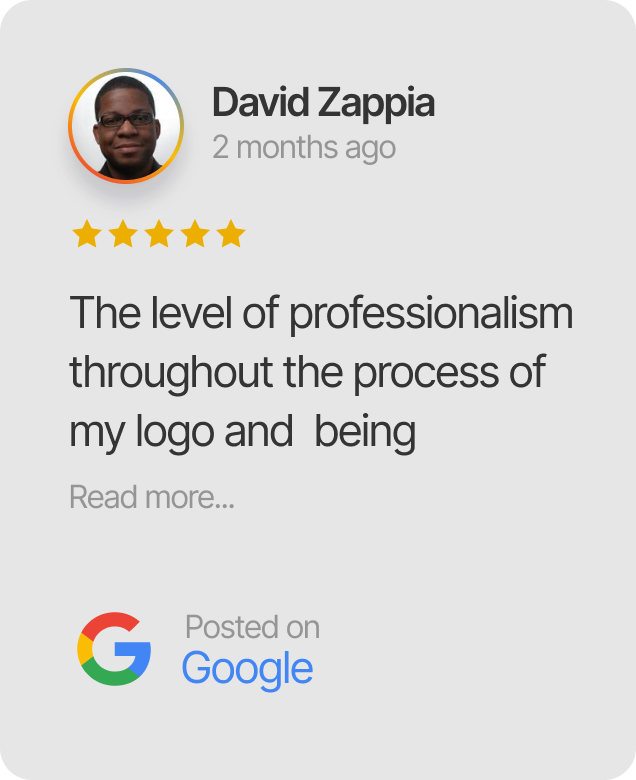 David Zappia
2 months ago
The level of professionalism
throughout the process of
my logo and  being
Read more...
Posted on
Google